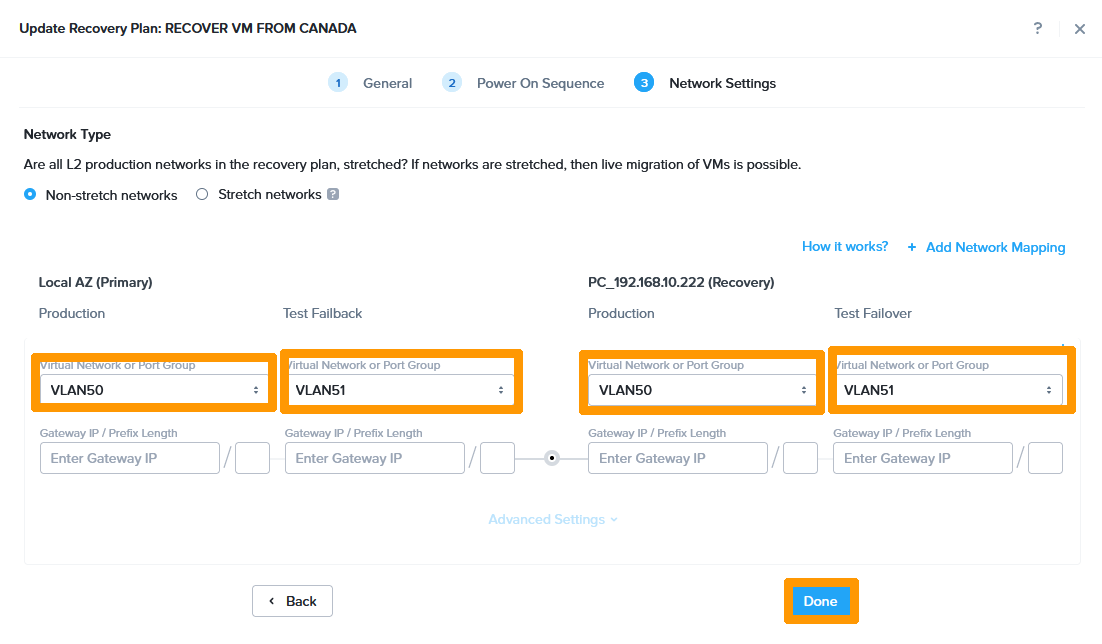 Update Recovery Plan: RECOVER VM FROM CANADA
?
1 General 2 Power On Sequence 3 Network Settings
Network Type
Are all L2 production networks in the recovery plan, stretched? If networks are stretched, then live migration of VMs is possible.
Non-stretch networks Stretch networks ?
How it works? + Add Network Mapping
Local AZ (Primary) PC_192.168.10.222 (Recovery)
Production Test Failback Production Test Failover
Virtual Network or Port Group Virtual Network or Port Group Virtual Network or Port Group Virtual Network or Port Group
VLAN50 VLAN51 VLAN50 VLAN51
Gateway IP / Prefix Length Gateway IP / Prefix Length Gateway IP / Prefix Length Gateway IP / Prefix Length
Enter Gateway IP / Enter Gateway IP / Enter Gateway IP / Enter Gateway IP /
Advanced Settings
Back Done